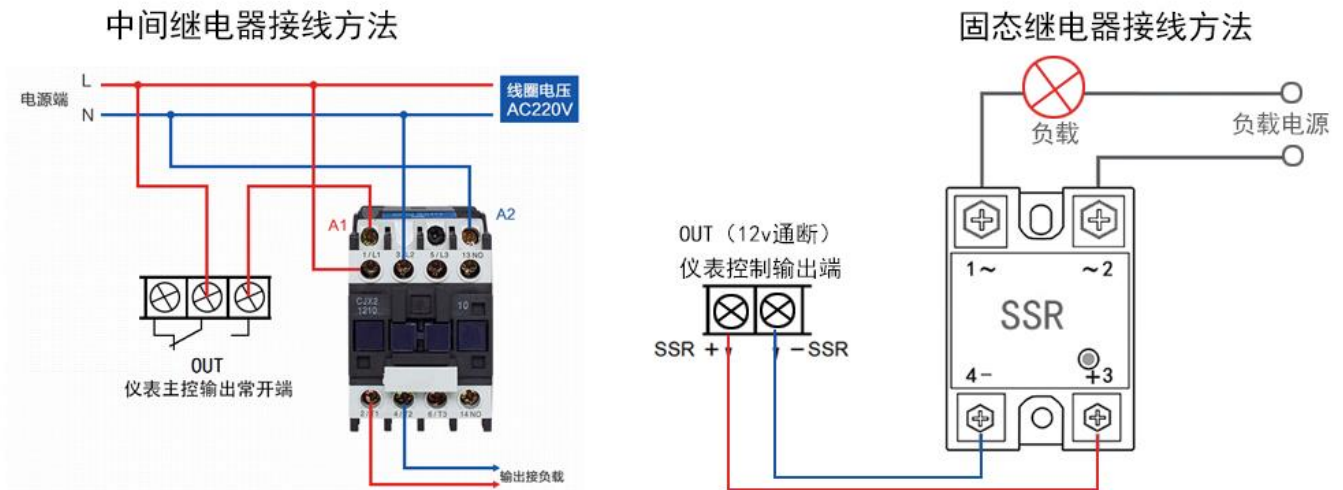 中间继电器接线方法
L
电源端
N
线圈电压
AC220V
A1
A2
1/L1
3/L2
5/L3
13NO
CJX2
1210
10
OUT
仪表主控输出常开端
2/T1
4/T2
6/T3
14NO
输出接负载
固态继电器接线方法
负载
负载电源
OUT（12v通断）
仪表控制输出端
SSR +
-SSR
1~
~2
SSR
4-
+3